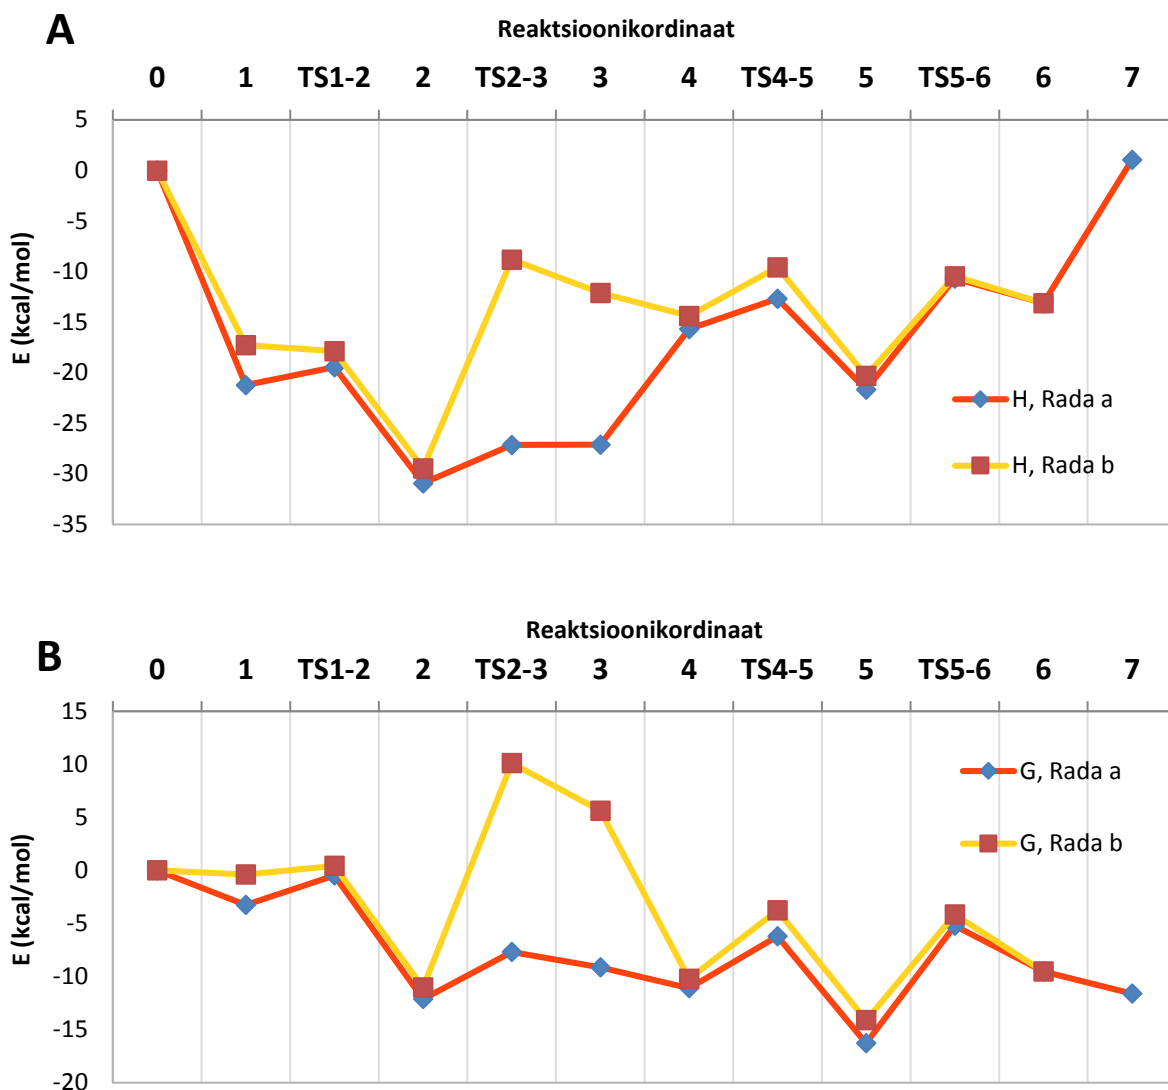 A
Reaktsioonikordinaat
0 1 TS1-2 2 TS2-3 3 4 TS4-5 5 TS5-6 6 7
5
0
-5
-10
-15
-20
-25
-30
-35
E (kcal/mol)
H, Rada a
H, Rada b
B
Reaktsioonikordinaat
0 1 TS1-2 2 TS2-3 3 4 TS4-5 5 TS5-6 6 7
15
10
5
0
-5
-10
-15
-20
E (kcal/mol)
G, Rada a
G, Rada b